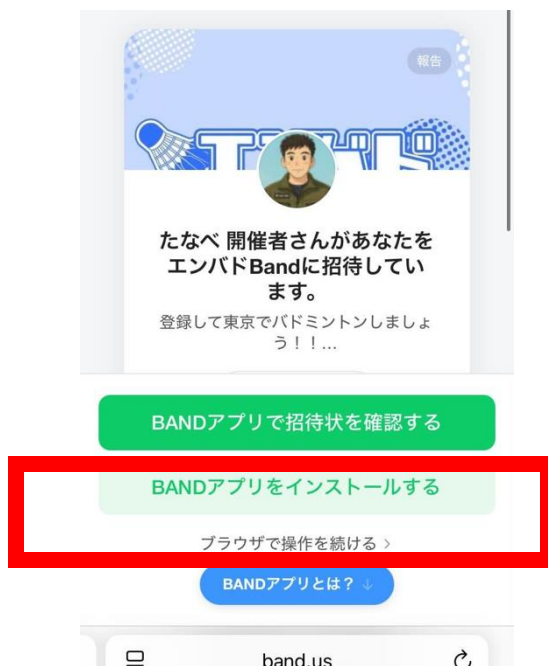 報告
エンバド
たなべ 開催者さんがあなたを
エンバドBandに招待してい
ます。
登録して東京でバドミントンしましょ
う！！...
BANDアプリで招待状を確認する
BANDアプリをインストールする
ブラウザで操作を続ける >
BANDアプリとは？ ↓
band.us